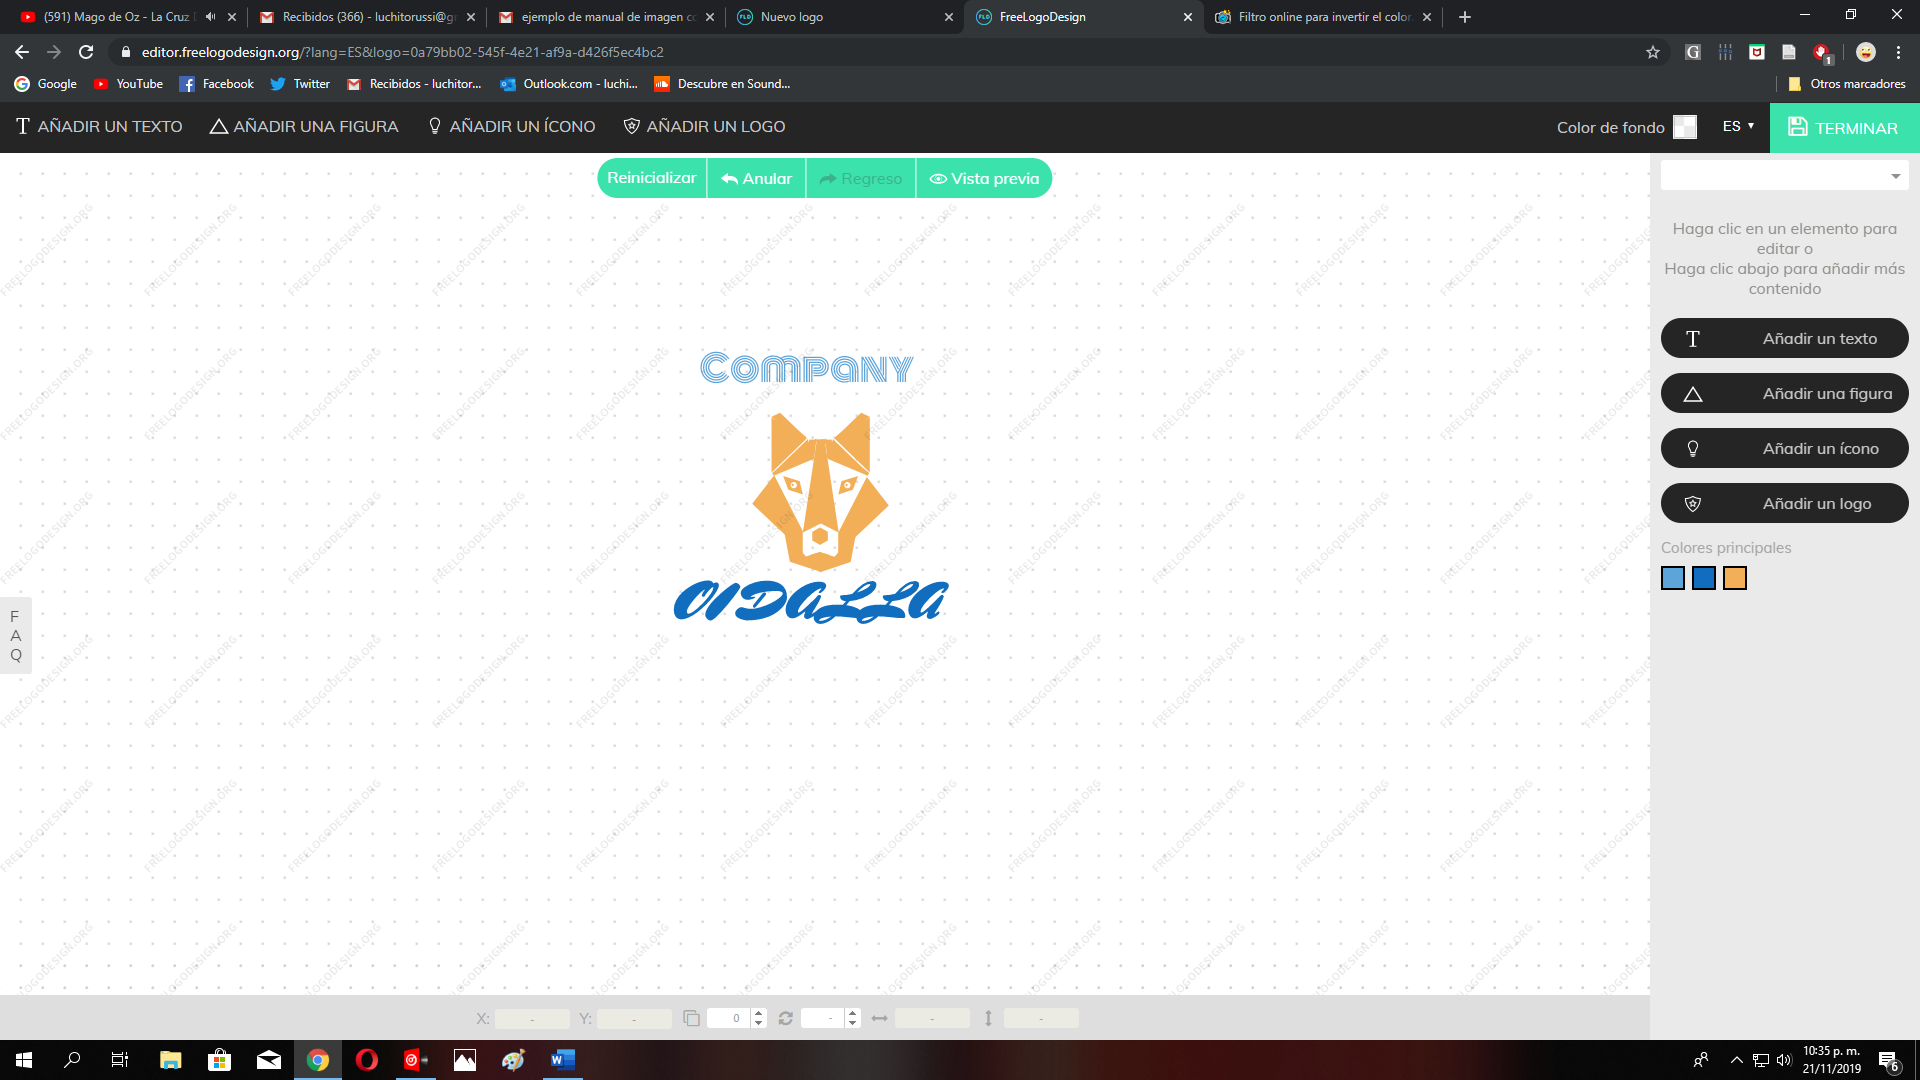 (591) Mago de Oz - La Cruz
Recibidos (366) - luchitorussi@g
ejemplo de manual de imagen c
Nuevo logo
FreeLogoDesign
Filtro online para invertir el color
editor.freelogodesign.org/?lang=ES&logo=0a79bb02-545f-4e21-af9a-d426f5ec4bc2
1
Google
YouTube
Facebook
Twitter
Recibidos - luchitor...
Outlook.com - luchi...
Descubre en Sound...
Otros marcadores
AÑADIR UN TEXTO
AÑADIR UNA FIGURA
AÑADIR UN ÍCONO
AÑADIR UN LOGO
Color de fondo
ES
TERMINAR
Reinicializar
Anular
Regreso
Vista previa
Haga clic en un elemento para
editar o
Haga clic abajo para añadir más
contenido
Añadir un texto
Añadir una figura
Añadir un ícono
Añadir un logo
Colores principales
Company
OIDALLA
FREELOGODESIGN.ORG
F
A
Q
X: -
Y: -
0
-
-
-
10:35 p. m.
21/11/2019
6